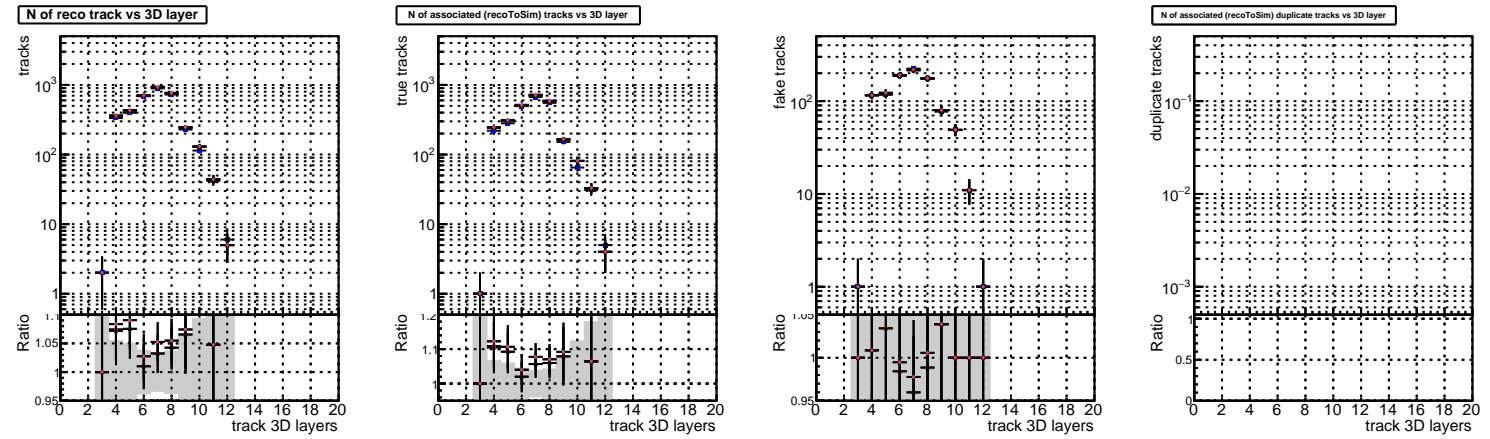 N of reco track vs 3D layer
tracks
10³
10²
10
1
Ratio
1.1
1.05
1
0.95
0 2 4 6 8 10 12 14 16 18 20
track 3D layers
N of associated (recoToSim) tracks vs 3D layer
true tracks
10³
10²
10
1
Ratio
1.2
1.1
1
0 2 4 6 8 10 12 14 16 18 20
track 3D layers
fake tracks
10²
10
1
Ratio
1.05
1
0.95
0 2 4 6 8 10 12 14 16 18 20
track 3D layers
N of associated (recoToSim) duplicate tracks vs 3D layer
duplicate tracks
10⁻¹
10⁻²
10⁻³
Ratio
1
0.5
0
0 2 4 6 8 10 12 14 16 18 20
track 3D layers